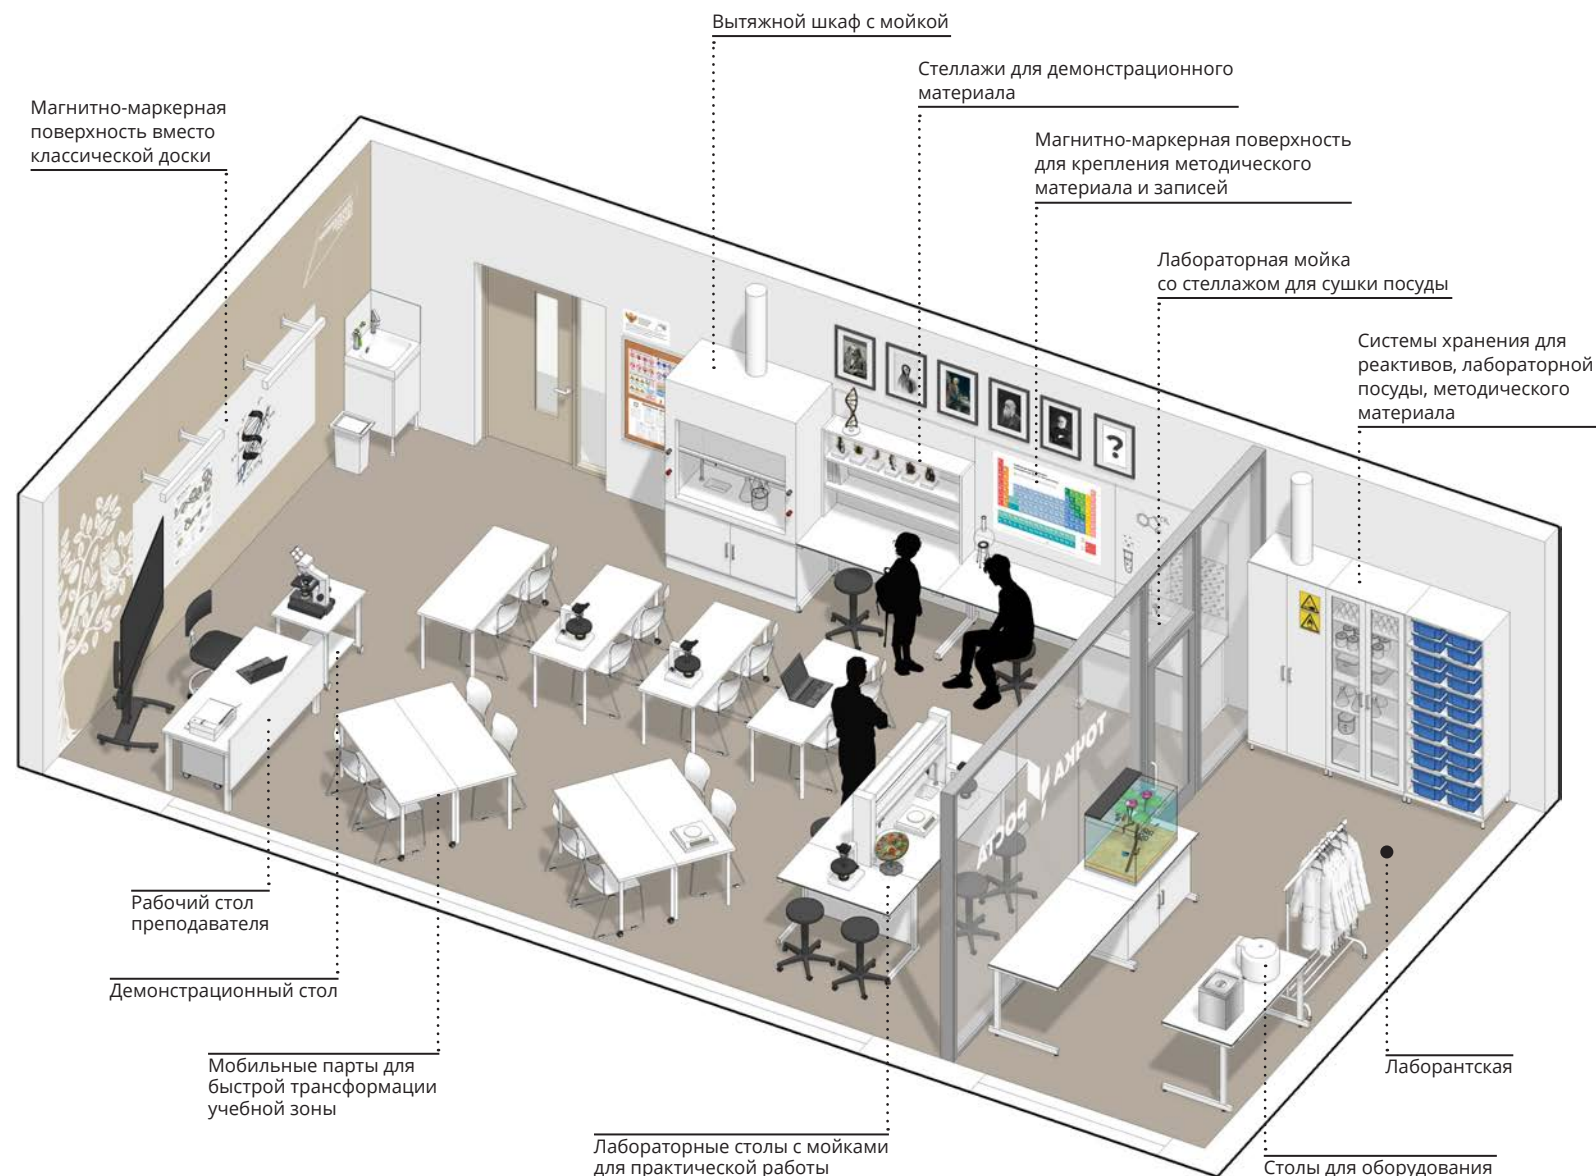 Вытяжной шкаф с мойкой
Стеллажи для демонстрационного
материала
Магнитно-маркерная
поверхность вместо
классической доски
Магнитно-маркерная поверхность
для крепления методического
материала и записей
Лабораторная мойка
со стеллажом для сушки посуды
Системы хранения для
реактивов, лабораторной
посуды, методического
материала
?
ТОЧКА
РОСТА
Рабочий стол
преподавателя
Демонстрационный стол
Мобильные парты для
быстрой трансформации
учебной зоны
Лабораторные столы с мойками
для практической работы
Лаборантская
Столы для оборудования